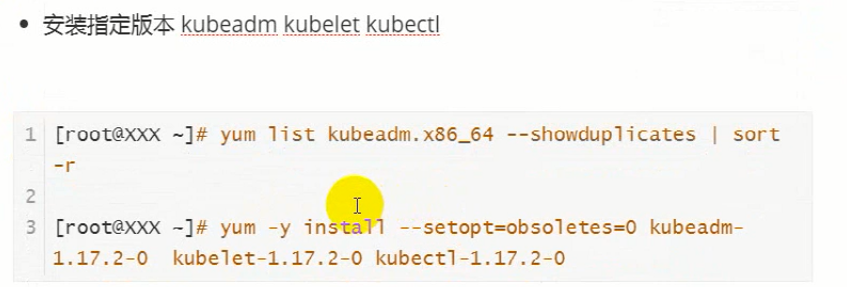 • 安装指定版本 kubeadm kubelet kubectl
1 [root@XXX ~]# yum list kubeadm.x86_64 --showduplicates | sort
-r
2
3 [root@XXX ~]# yum -y install --setopt=obsoletes=0 kubeadm-
1.17.2-0  kubelet-1.17.2-0 kubectl-1.17.2-0